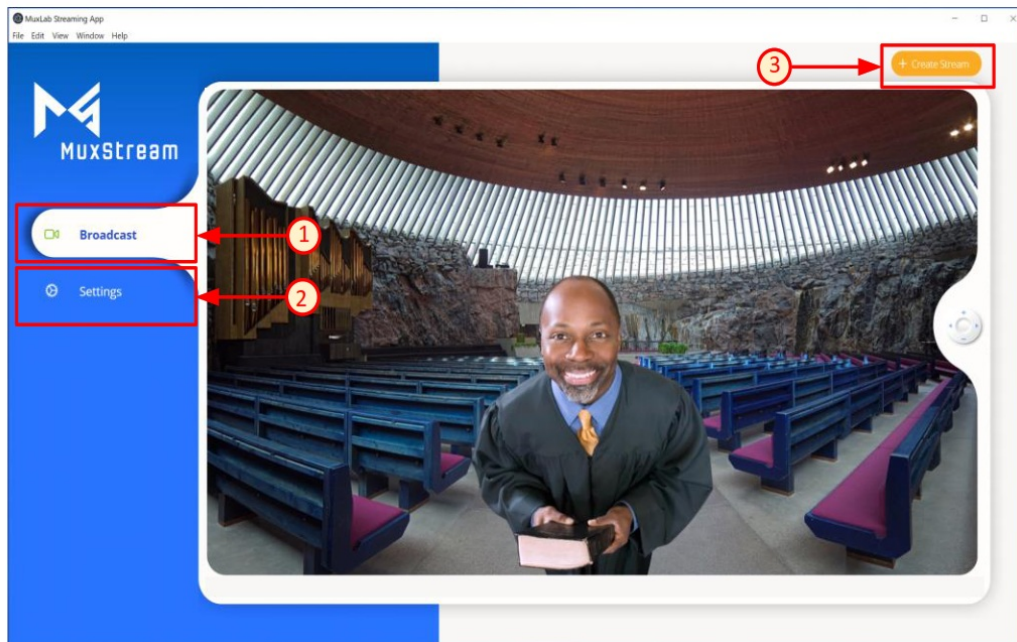 MuxLab Streaming App
File Edit View Window Help
3
+ Create Stream
MuxStream
1
Broadcast
2
Settings